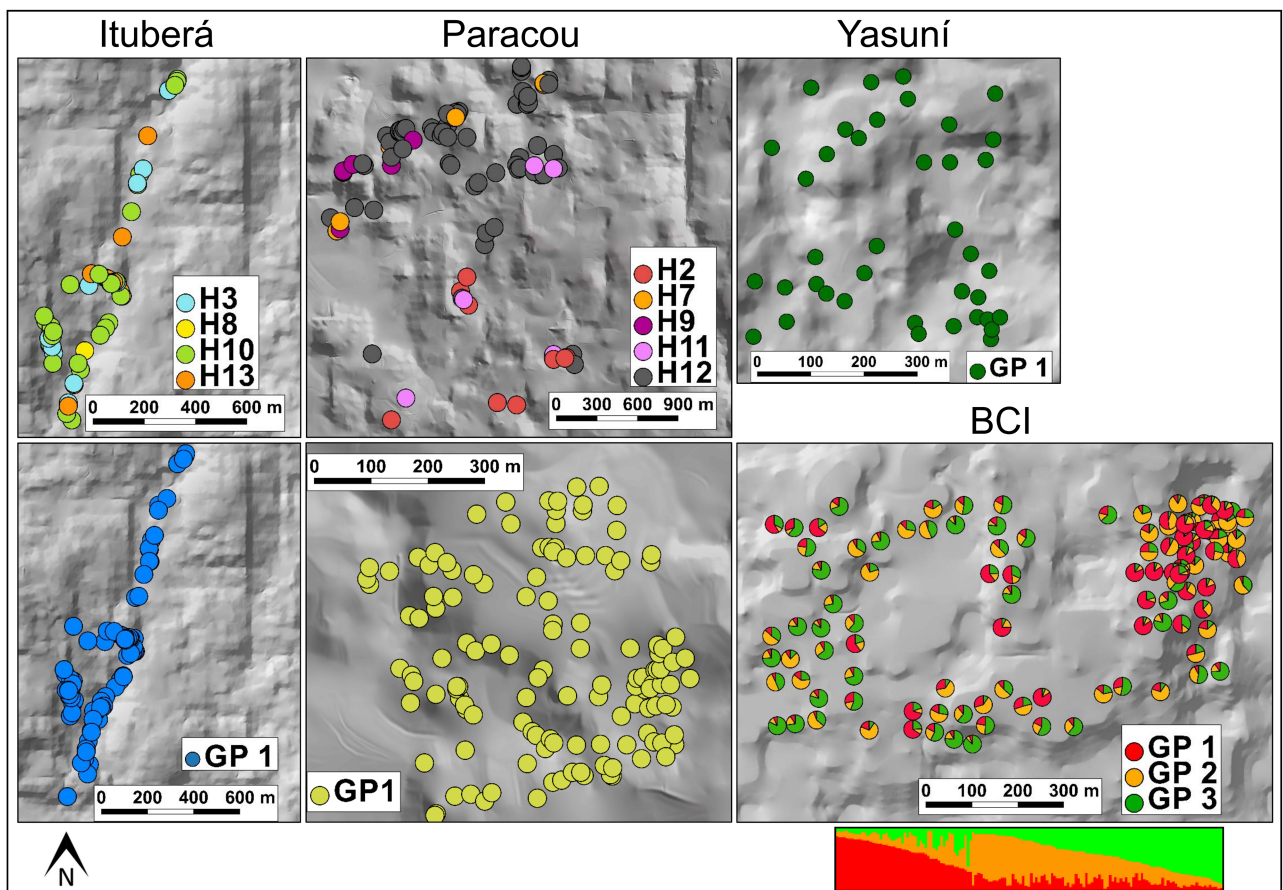 Ituberá
Paracou
Yasuní
H3
H8
H10
H13
0 200 400 600 m
H2
H7
H9
H11
H12
0 300 600 900 m
0 100 200 300 m
GP 1
BCI
GP 1
0 200 400 600 m
0 100 200 300 m
GP1
GP 1
GP 2
GP 3
0 100 200 300 m
N